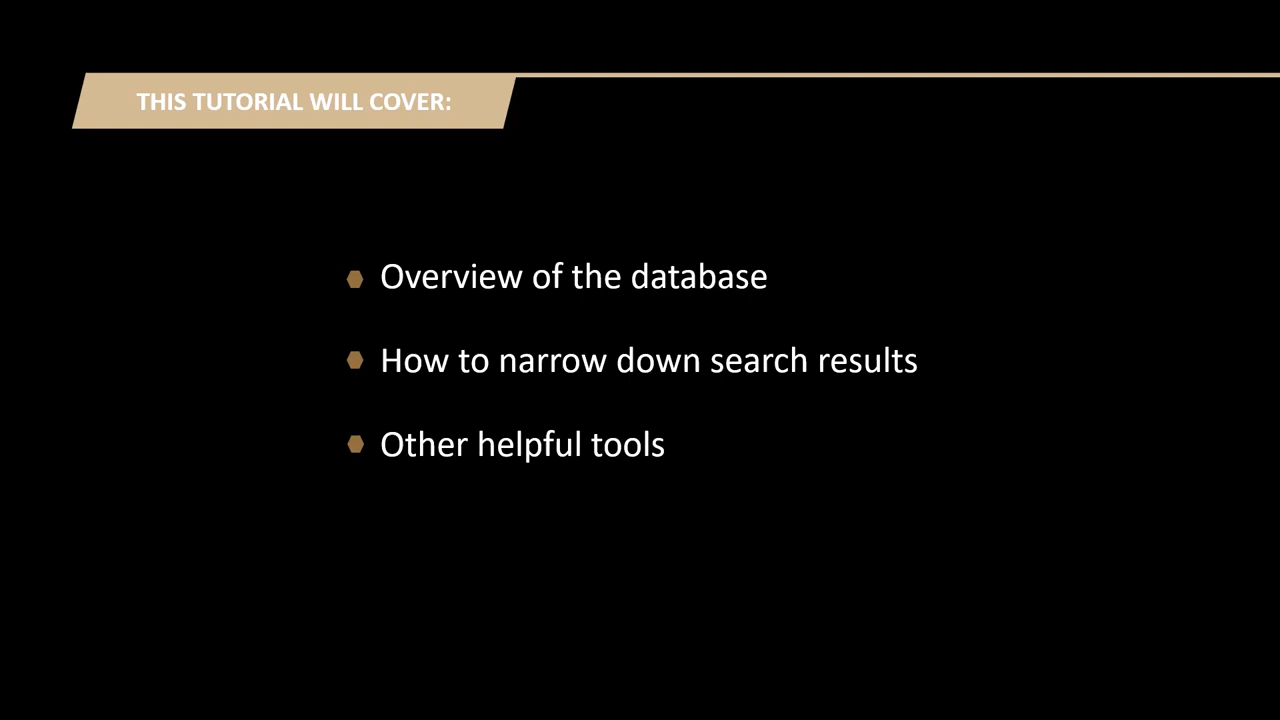 THIS TUTORIAL WILL COVER:
Overview of the database
How to narrow down search results
Other helpful tools